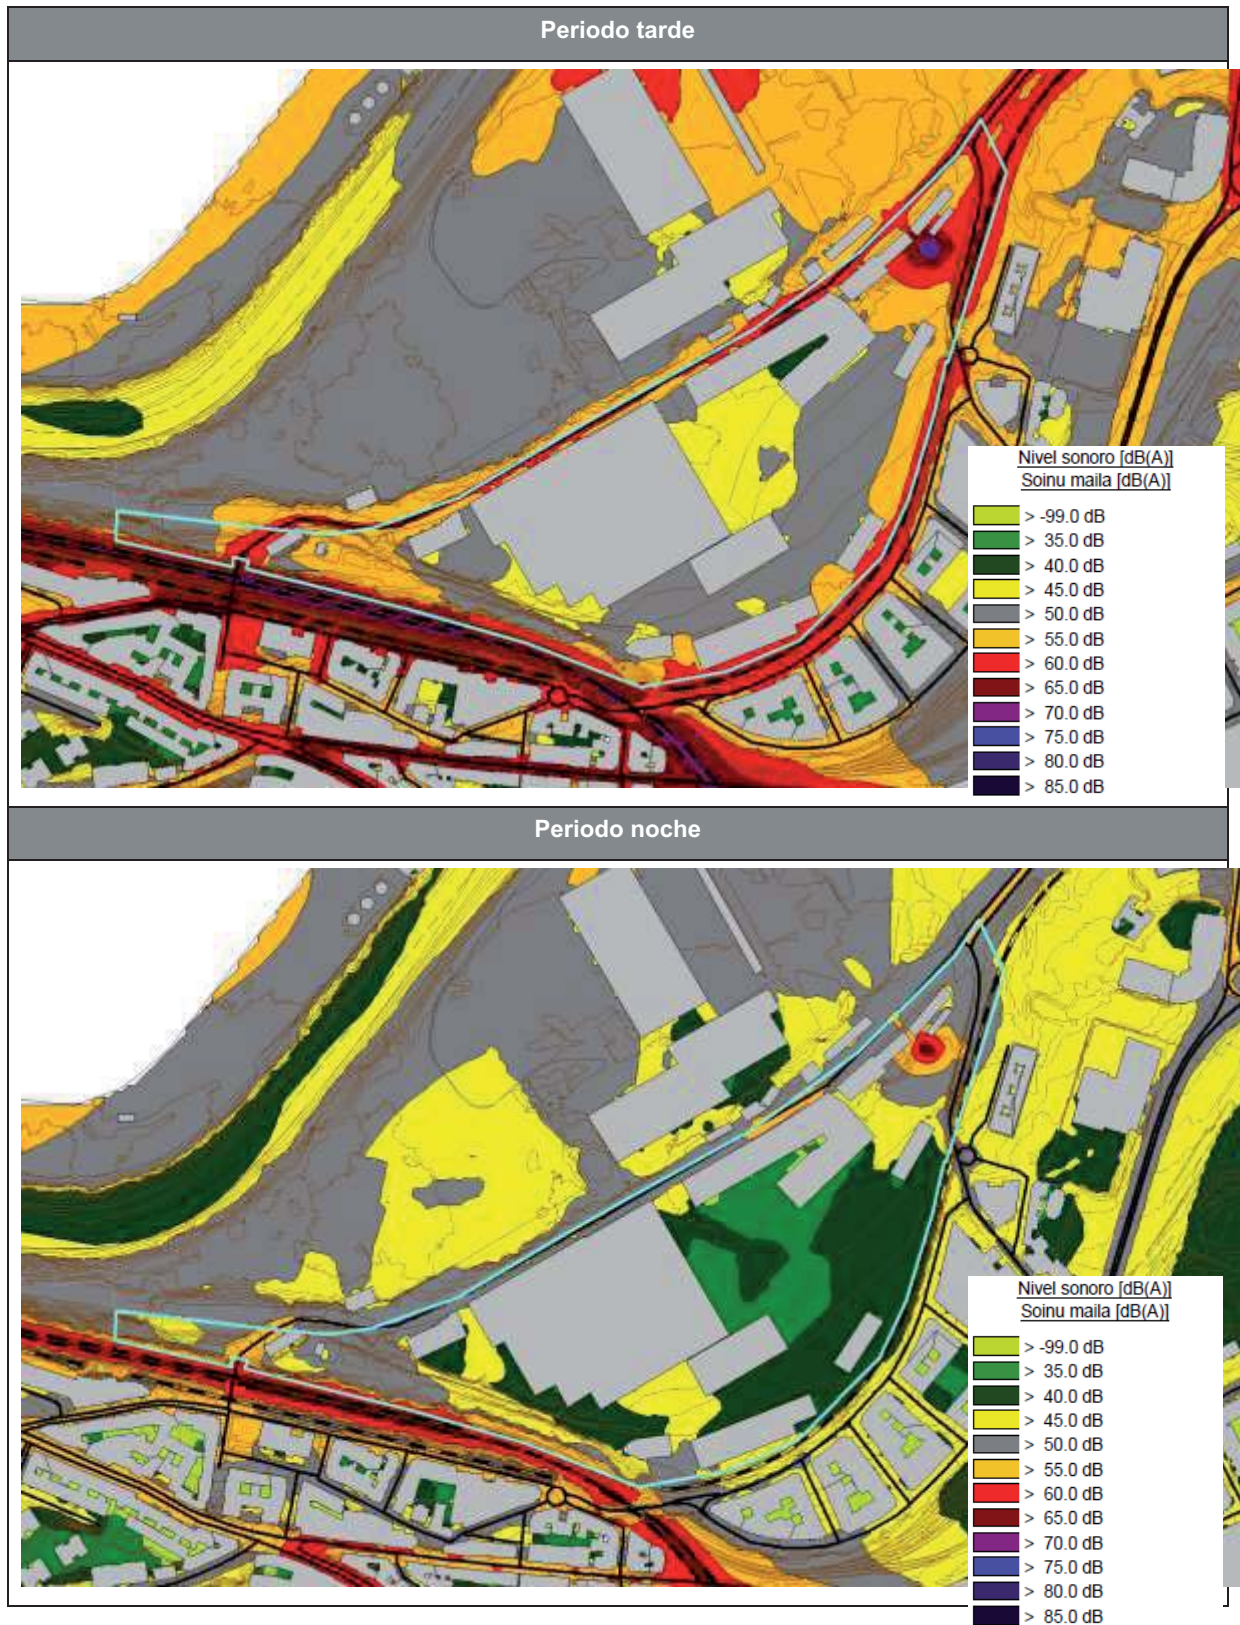 Periodo tarde
Nivel sonoro [dB(A)]
Soinu maila [dB(A)]
> -99.0 dB
> 35.0 dB
> 40.0 dB
> 45.0 dB
> 50.0 dB
> 55.0 dB
> 60.0 dB
> 65.0 dB
> 70.0 dB
> 75.0 dB
> 80.0 dB
> 85.0 dB
Periodo noche
Nivel sonoro [dB(A)]
Soinu maila [dB(A)]
> -99.0 dB
> 35.0 dB
> 40.0 dB
> 45.0 dB
> 50.0 dB
> 55.0 dB
> 60.0 dB
> 65.0 dB
> 70.0 dB
> 75.0 dB
> 80.0 dB
> 85.0 dB